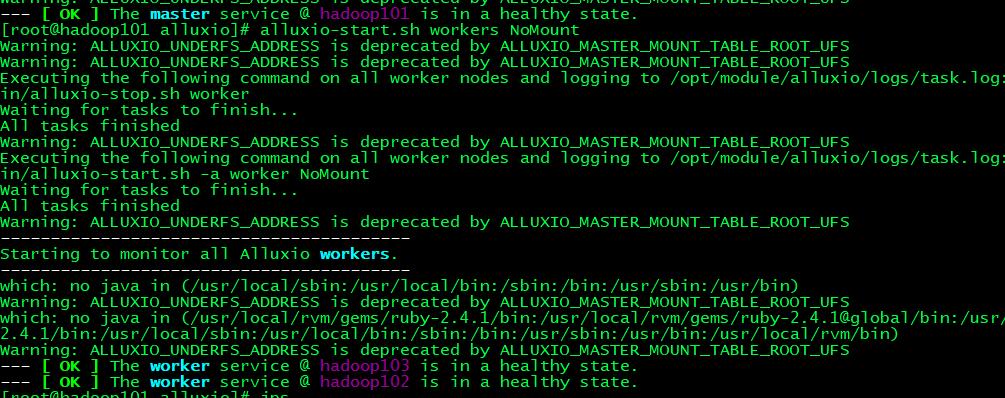 --- [ OK ] The master service @ hadoop101 is in a healthy state.
[root@hadoop101 alluxio]# alluxio-start.sh workers NoMount
Warning: ALLUXIO_UNDERFS_ADDRESS is deprecated by ALLUXIO_MASTER_MOUNT_TABLE_ROOT_UFS
Warning: ALLUXIO_UNDERFS_ADDRESS is deprecated by ALLUXIO_MASTER_MOUNT_TABLE_ROOT_UFS
Executing the following command on all worker nodes and logging to /opt/module/alluxio/logs/task.log:
in/alluxio-stop.sh worker
Waiting for tasks to finish...
All tasks finished
Warning: ALLUXIO_UNDERFS_ADDRESS is deprecated by ALLUXIO_MASTER_MOUNT_TABLE_ROOT_UFS
Executing the following command on all worker nodes and logging to /opt/module/alluxio/logs/task.log:
in/alluxio-start.sh -a worker NoMount
Waiting for tasks to finish...
All tasks finished
Warning: ALLUXIO_UNDERFS_ADDRESS is deprecated by ALLUXIO_MASTER_MOUNT_TABLE_ROOT_UFS
-----------------------------------------
Starting to monitor all Alluxio workers.
-----------------------------------------
which: no java in (/usr/local/sbin:/usr/local/bin:/sbin:/bin:/usr/sbin:/usr/bin)
Warning: ALLUXIO_UNDERFS_ADDRESS is deprecated by ALLUXIO_MASTER_MOUNT_TABLE_ROOT_UFS
which: no java in (/usr/local/rvm/gems/ruby-2.4.1/bin:/usr/local/rvm/gems/ruby-2.4.1@global/bin:/usr/
2.4.1/bin:/usr/local/sbin:/usr/local/bin:/sbin:/bin:/usr/sbin:/usr/bin:/usr/local/rvm/bin)
Warning: ALLUXIO_UNDERFS_ADDRESS is deprecated by ALLUXIO_MASTER_MOUNT_TABLE_ROOT_UFS
--- [ OK ] The worker service @ hadoop103 is in a healthy state.
--- [ OK ] The worker service @ hadoop102 is in a healthy state.
[root@hadoop101 alluxio]# jps